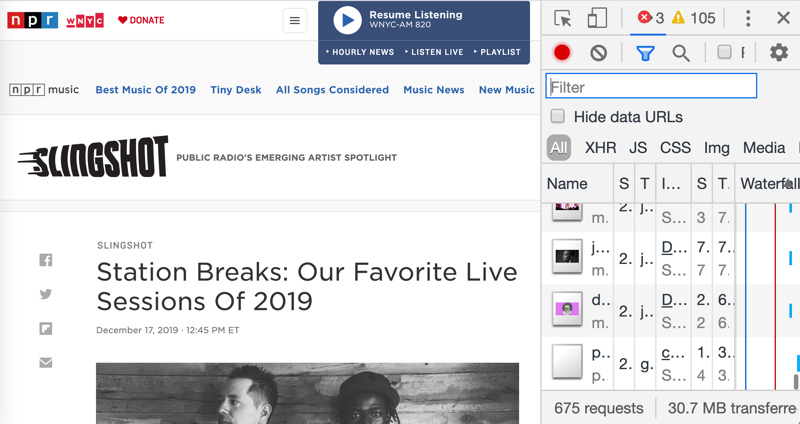 npr WNYC DONATE
Resume Listening
WNYC-AM 820
HOURLY NEWS LISTEN LIVE PLAYLIST
npr music Best Music Of 2019 Tiny Desk All Songs Considered Music News New Music
SLINGSHOT PUBLIC RADIO'S EMERGING ARTIST SPOTLIGHT
SLINGSHOT
Station Breaks: Our Favorite Live
Sessions Of 2019
December 17, 2019 · 12:45 PM ET
3 105
Filter
Hide data URLs
All XHR JS CSS Img Media
Name S T I... S T. Waterfall
m. S... 3 7.
j... 2. j.. D... 7. 7..
m. S... 7 7
d... 2. j.. D... 2. 6..
m. S... 2 6
p.. 2. g. c... 1. 3..
p. S... 4 3.
675 requests 30.7 MB transferre